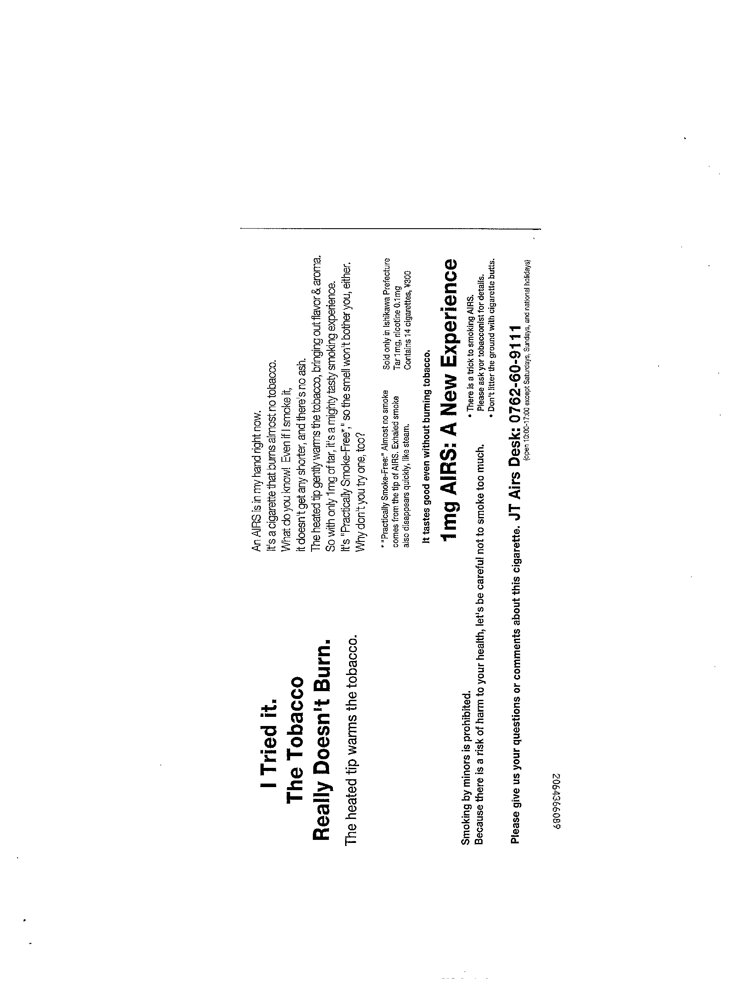 I Tried it.
The Tobacco
Really Doesn't Burn.
The heated tip warms the tobacco.
An AIRS is in my hand right now.
It's a cigarette that burns almost no tobacco.
What do you know! Even if I smoke it,
it doesn't get any shorter, and there's no ash.
The heated tip gently warms the tobacco, bringing out flavor & aroma.
So with only 1mg of tar, it's a mighty tasty smoking experience.
It's "Practically Smoke-Free*," so the smell won't bother you, either.
Why don't you try one, too?
* "Practically Smoke-Free:" Almost no smoke
comes from the tip of AIRS. Exhaled smoke
also disappears quickly, like steam.
Sold only in Ishikawa Prefecture
Tar 1mg, nicotine 0.1mg
Contains 14 cigarettes, ¥300
It tastes good even without burning tobacco.
1mg AIRS: A New Experience
• There is a trick to smoking AIRS.
Please ask yor tobacconist for details.
• Don't litter the ground with cigarette butts.
Smoking by minors is prohibited.
Because there is a risk of harm to your health, let's be careful not to smoke too much.
Please give us your questions or comments about this cigarette. JT Airs Desk: 0762-60-9111
(open 10:00-17:00 except Saturdays, Sundays, and national holidays)
2064366089